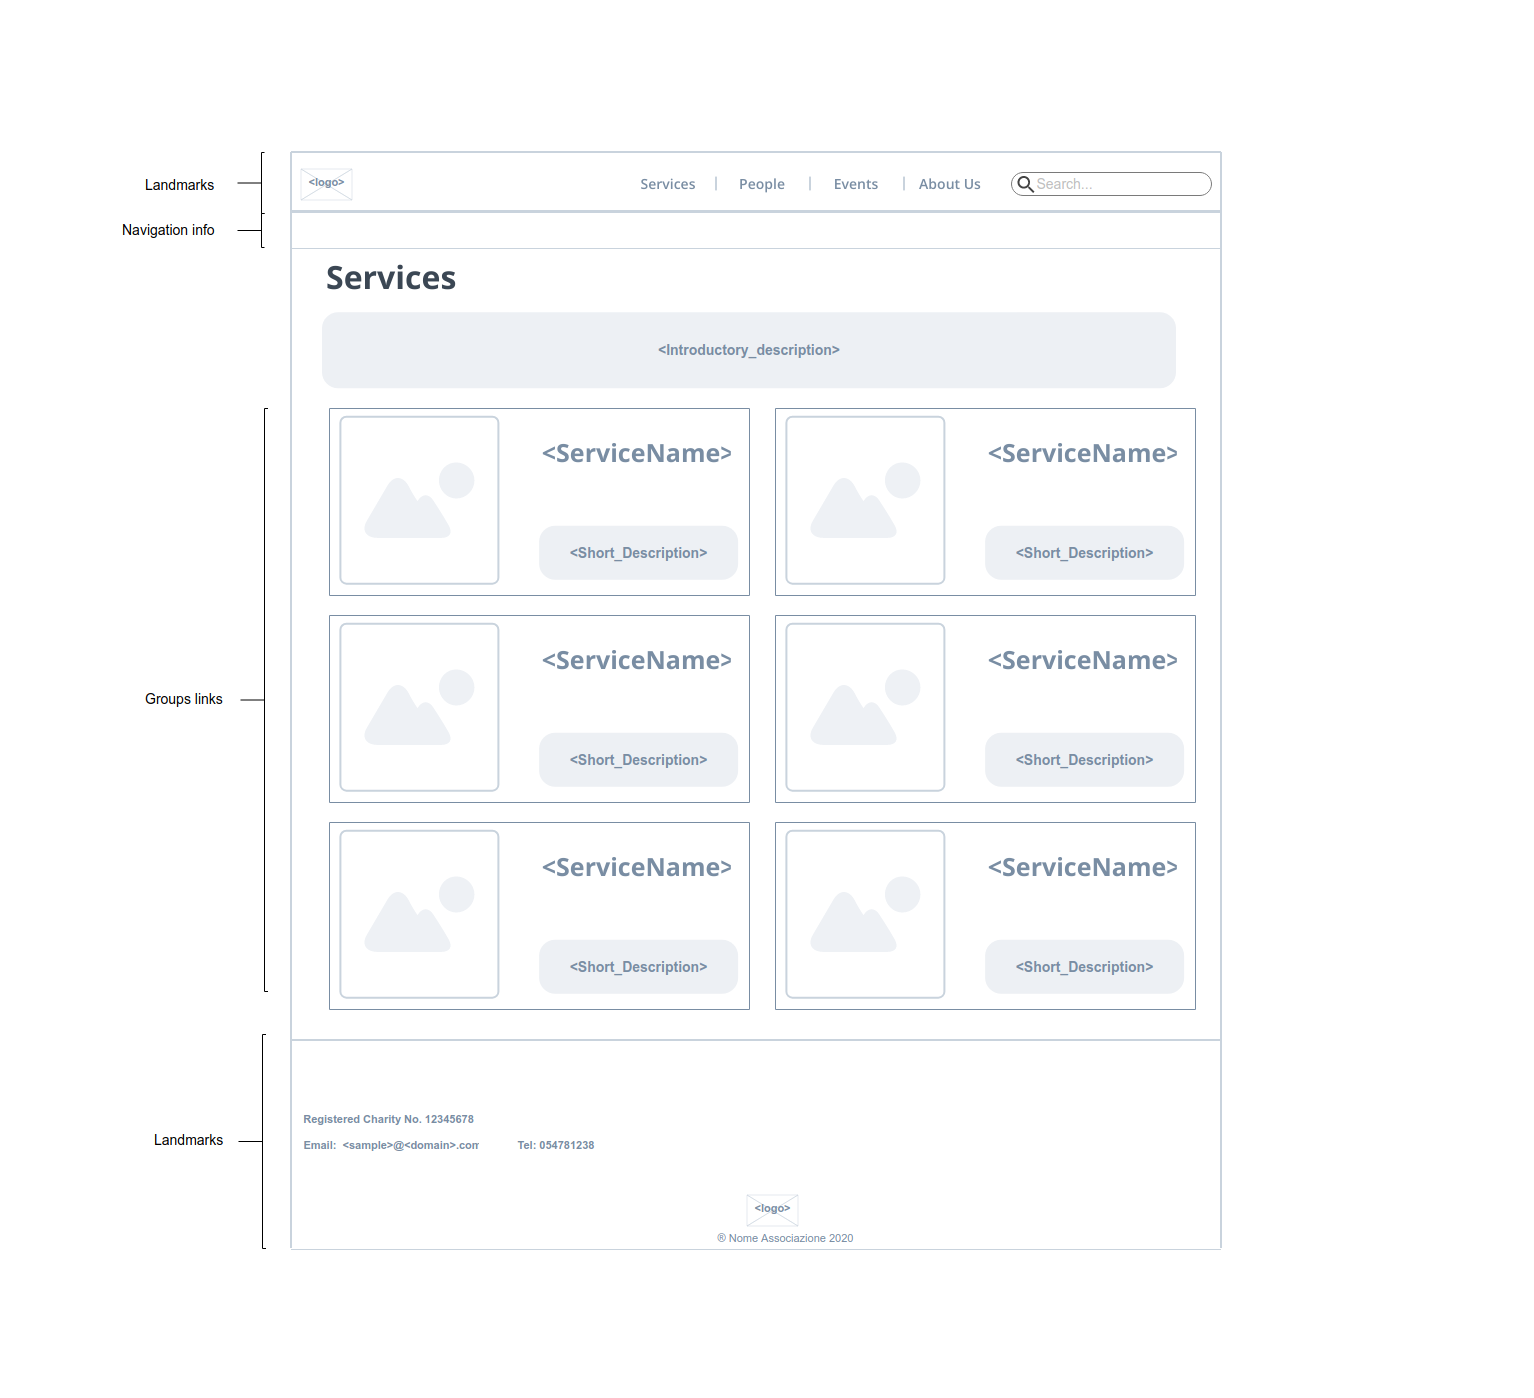 Landmarks
<logo>
Services
People
Events
About Us
Search...
Navigation info
Services
<Introductory_description>
<ServiceName>
<Short_Description>
<ServiceName>
<Short_Description>
Groups links
<ServiceName>
<Short_Description>
<ServiceName>
<Short_Description>
<ServiceName>
<Short_Description>
<ServiceName>
<Short_Description>
Landmarks
Registered Charity No. 12345678
Email: <sample>@<domain>.com
Tel: 054781238
<logo>
® Nome Associazione 2020